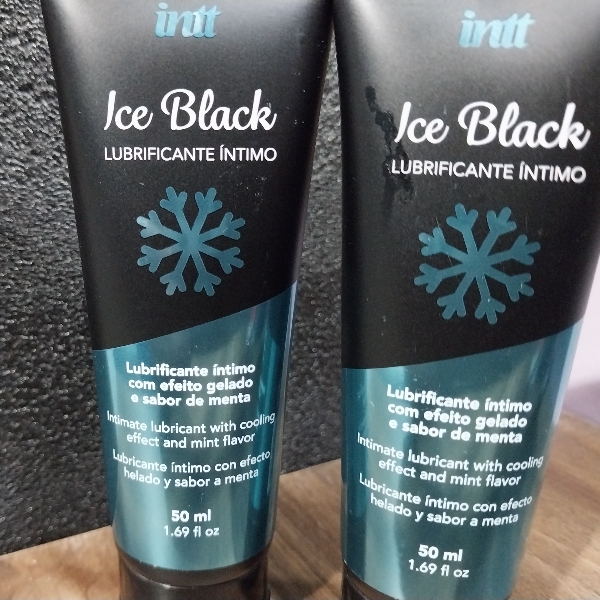 intt
Ice Black
LUBRIFICANTE ÍNTIMO
Lubrificante íntimo
com efeito gelado
e sabor de menta
Intimate lubricant with cooling
effect and mint flavor
Lubricante íntimo con efecto
helado y sabor a menta
50 ml
1.69 fl oz
intt
Ice Black
LUBRIFICANTE ÍNTIMO
Lubrificante íntimo
com efeito gelado
e sabor de menta
Intimate lubricant with cooling
effect and mint flavor
Lubricante íntimo con efecto
helado y sabor a menta
50 ml
1.69 fl oz